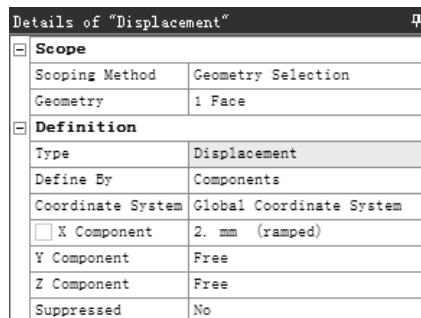 Details of "Displacement"
Scope
Scoping Method Geometry Selection
Geometry 1 Face
Definition
Type Displacement
Define By Components
Coordinate System Global Coordinate System
X Component 2. mm (ramped)
Y Component Free
Z Component Free
Suppressed No